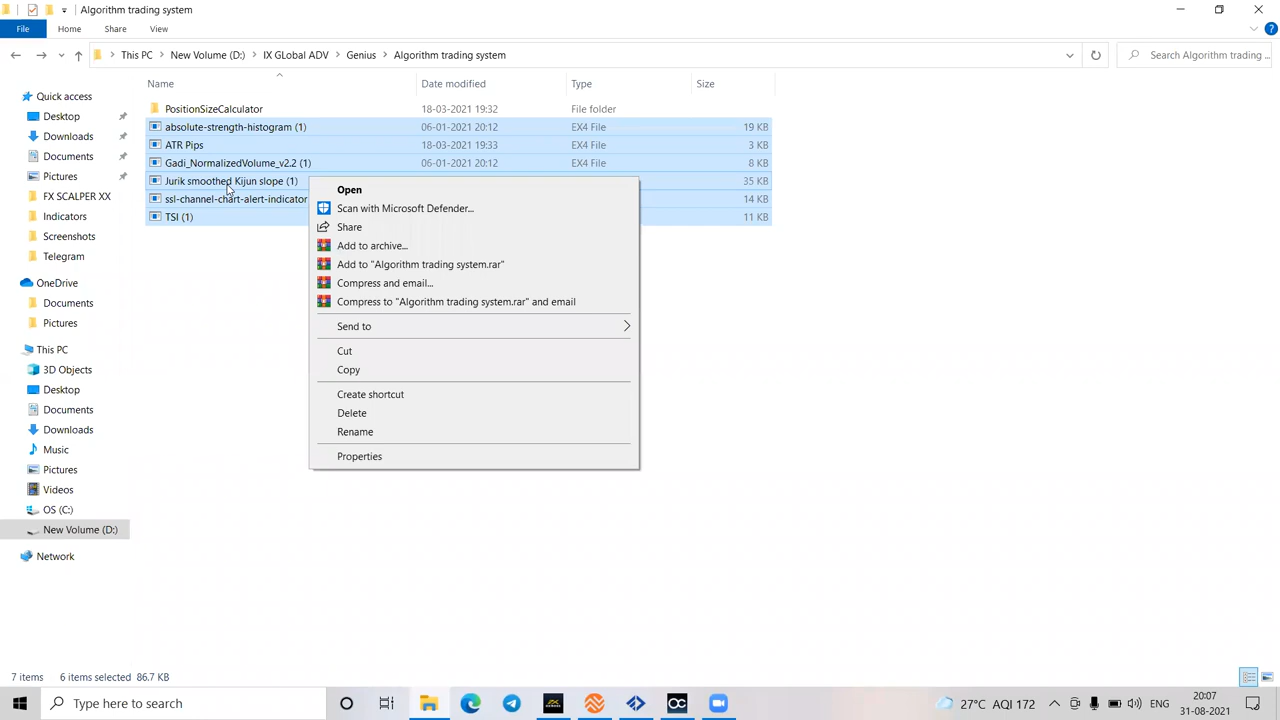 Algorithm trading system
File Home Share View
This PC New Volume (D:) IX GLobal ADV Genius Algorithm trading system
Search Algorithm trading ...
Name Date modified Type Size
Quick access
Desktop
Downloads
Documents
Pictures
FX SCALPER XX
Indicators
Screenshots
Telegram
OneDrive
Documents
Pictures
This PC
3D Objects
Desktop
Documents
Downloads
Music
Pictures
Videos
OS (C:)
New Volume (D:)
Network
PositionSizeCalculator 18-03-2021 19:32 File folder
absolute-strength-histogram (1) 06-01-2021 20:12 EX4 File 19 KB
ATR Pips 18-03-2021 19:33 EX4 File 3 KB
Gadi_NormalizedVolume_v2.2 (1) 06-01-2021 20:12 EX4 File 8 KB
Jurik smoothed Kijun slope (1) 35 KB
ssl-channel-chart-alert-indicator 14 KB
TSI (1) 11 KB
Open
Scan with Microsoft Defender...
Share
Add to archive...
Add to "Algorithm trading system.rar"
Compress and email...
Compress to "Algorithm trading system.rar" and email
Send to
Cut
Copy
Create shortcut
Delete
Rename
Properties
7 items 6 items selected 86.7 KB
Type here to search
27°C AQI 172
ENG
20:07
31-08-2021